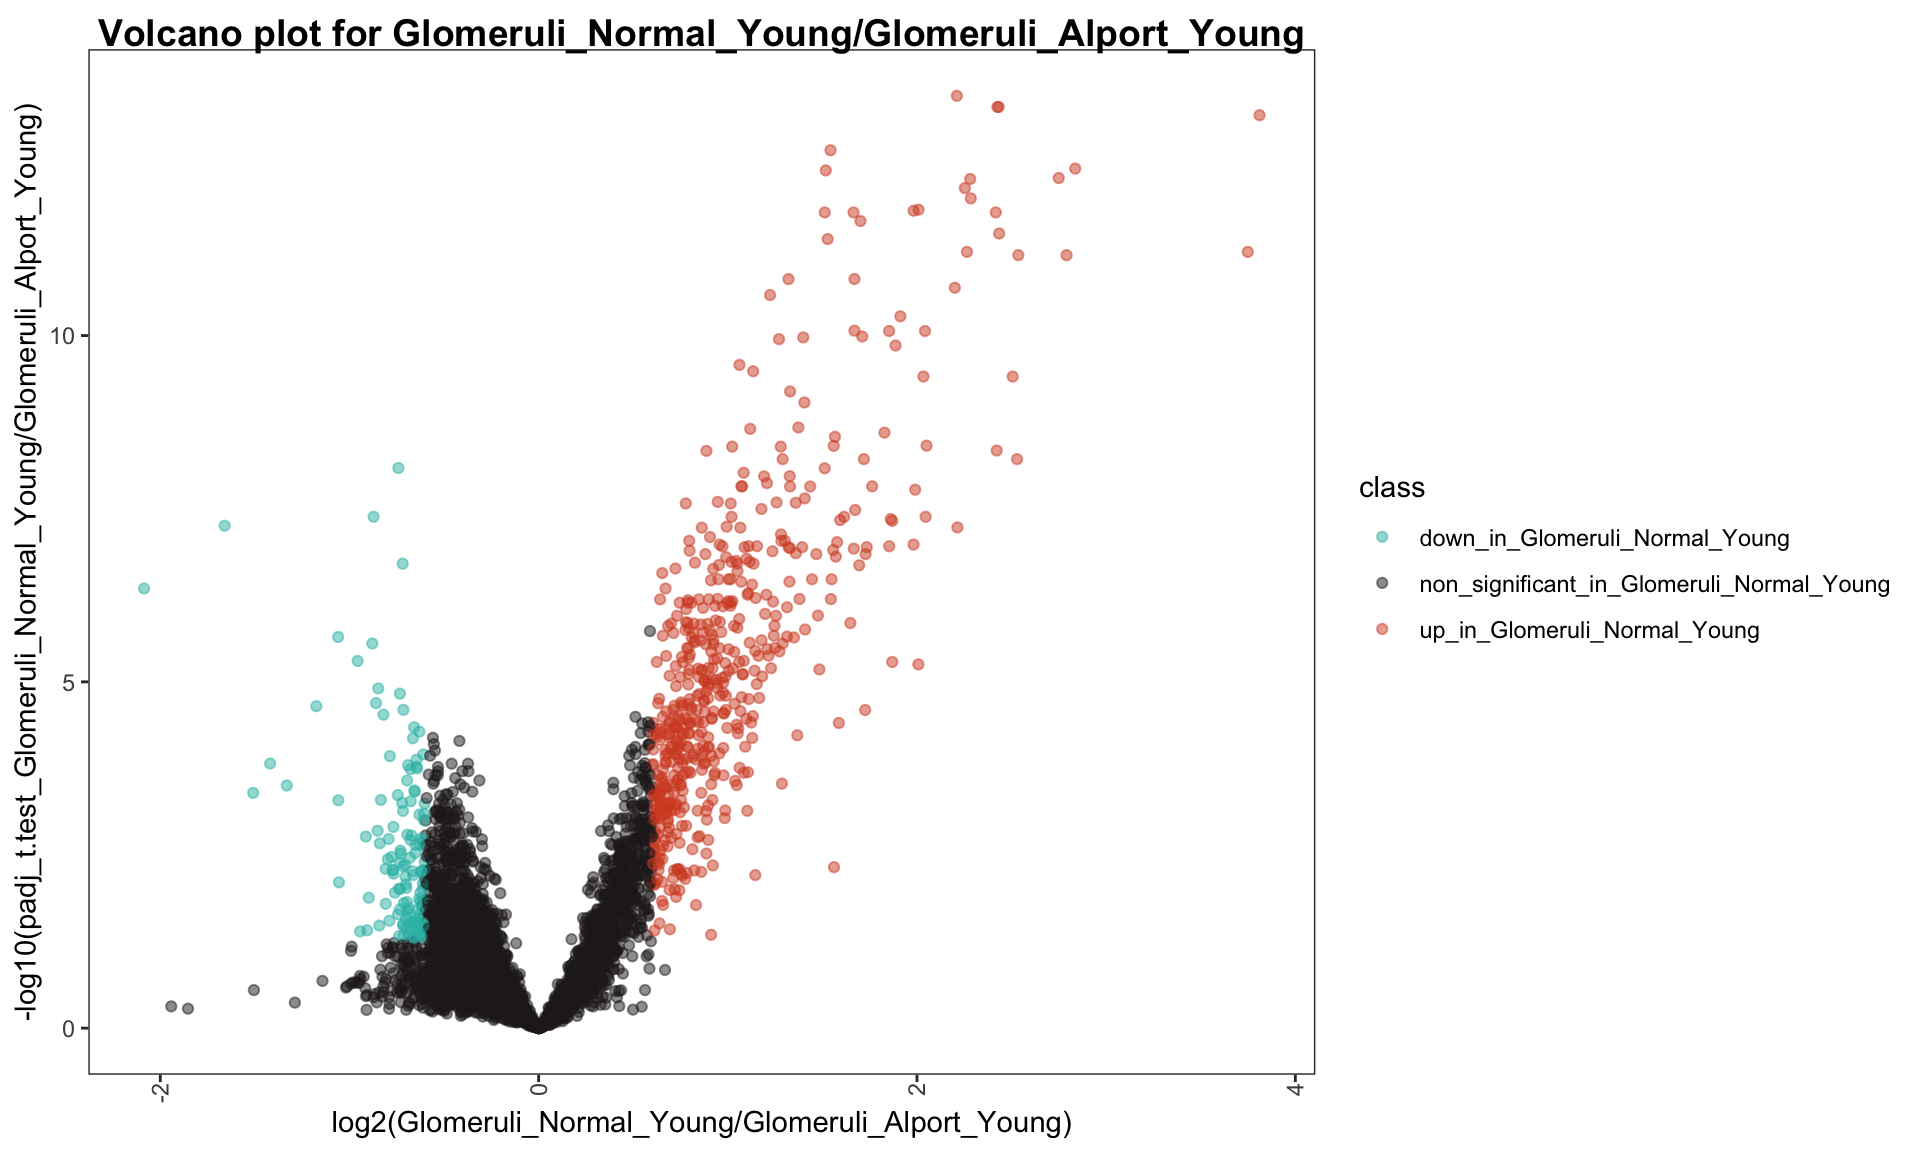 Volcano plot for Glomeruli_Normal_Young/Glomeruli_Alport_Young
-log10(padj_t.test_Glomeruli_Normal_Young/Glomeruli_Alport_Young)
10
5
0
-2
0
2
4
log2(Glomeruli_Normal_Young/Glomeruli_Alport_Young)
class
down_in_Glomeruli_Normal_Young
non_significant_in_Glomeruli_Normal_Young
up_in_Glomeruli_Normal_Young